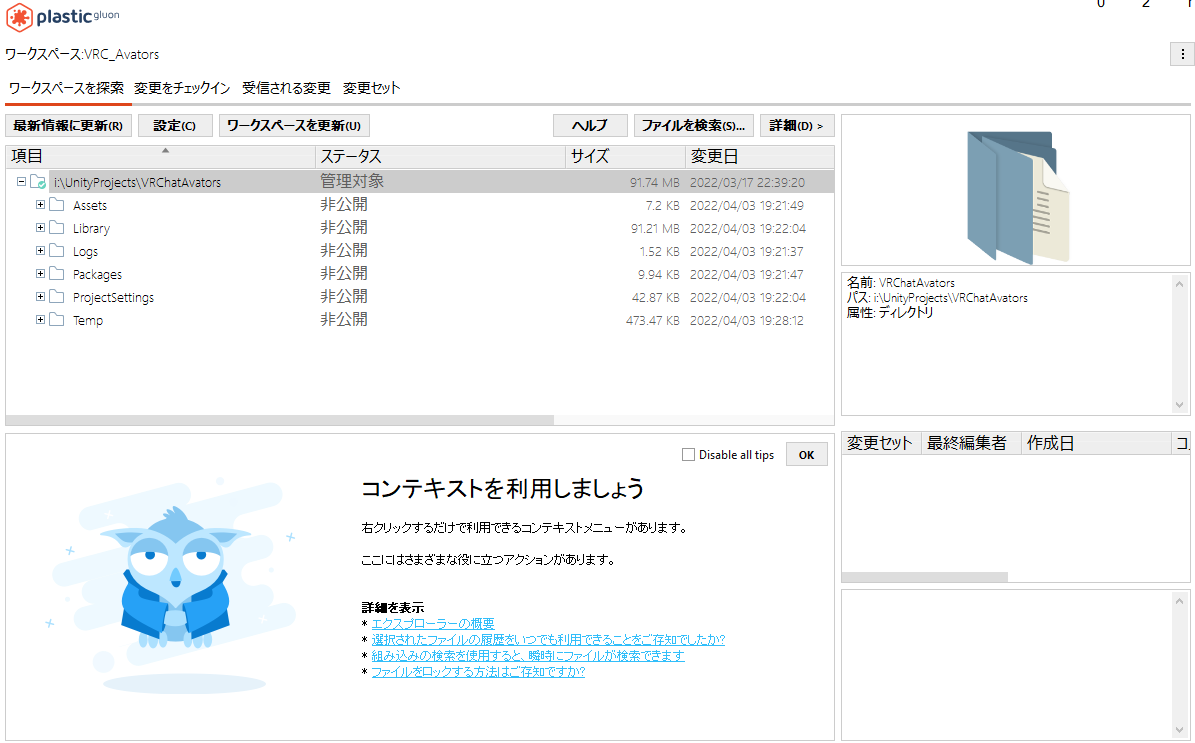 plastic gluon
0 2
ワークスペース:VRC_Avators
ワークスペースを探索 変更をチェックイン 受信される変更 変更セット
最新情報に更新(R) 設定(C) ワークスペースを更新(U) ヘルプ ファイルを検索(S)... 詳細(D) >
項目 ステータス サイズ 変更日
i:\UnityProjects\VRChatAvators 管理対象 91.74 MB 2022/03/17 22:39:20
Assets 非公開 7.2 KB 2022/04/03 19:21:49
Library 非公開 91.21 MB 2022/04/03 19:22:04
Logs 非公開 1.52 KB 2022/04/03 19:21:37
Packages 非公開 9.94 KB 2022/04/03 19:21:47
ProjectSettings 非公開 42.87 KB 2022/04/03 19:22:04
Temp 非公開 473.47 KB 2022/04/03 19:28:12
名前: VRChatAvators
パス: i:\UnityProjects\VRChatAvators
属性: ディレクトリ
変更セット 最終編集者 作成日 コ
Disable all tips OK
コンテキストを利用しましょう
右クリックするだけで利用できるコンテキストメニューがあります。
ここにはさまざまな役に立つアクションがあります。
詳細を表示
* エクスプローラーの概要
* 選択されたファイルの履歴をいつでも利用できることをご存知でしたか?
* 組み込みの検索を使用すると、瞬時にファイルが検索できます
* ファイルをロックする方法はご存知ですか?